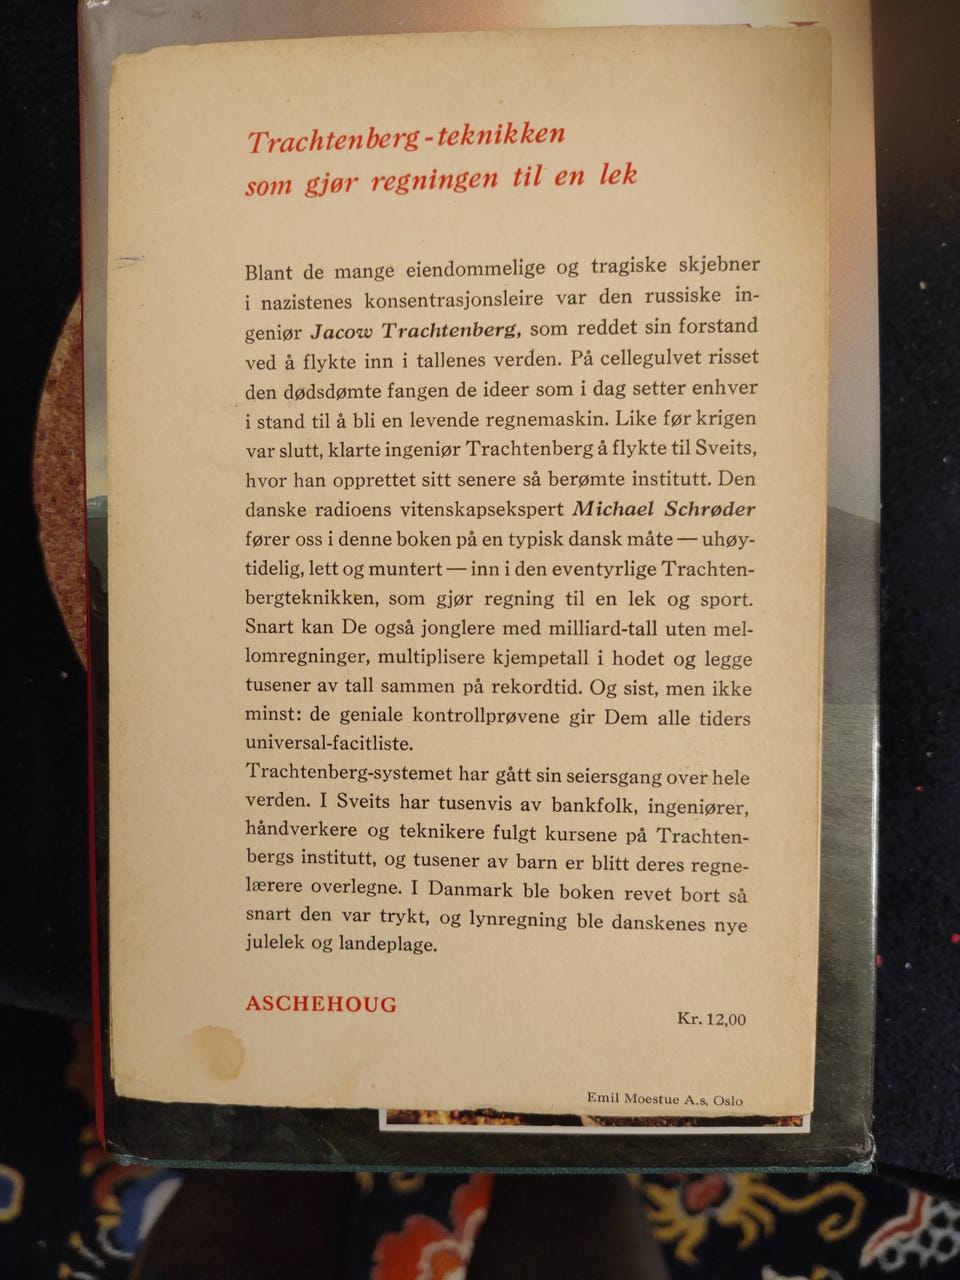 Trachtenberg-teknikken
som gjør regningen til en lek
Blant de mange eiendommelige og tragiske skjebner
i nazistenes konsentrasjonsleire var den russiske in-
geniør Jacow Trachtenberg, som reddet sin forstand
ved å flykte inn i tallenes verden. På cellegulvet risset
den dødsdømte fangen de ideer som i dag setter enhver
i stand til å bli en levende regnemaskin. Like før krigen
var slutt, klarte ingeniør Trachtenberg å flykte til Sveits,
hvor han opprettet sitt senere så berømte institutt. Den
danske radioens vitenskapsekspert Michael Schrøder
fører oss i denne boken på en typisk dansk måte — uhøy-
tidelig, lett og muntert — inn i den eventyrlige Trachten-
bergteknikken, som gjør regning til en lek og sport.
Snart kan De også jonglere med milliard-tall uten mel-
lomregninger, multiplisere kjempetall i hodet og legge
tusener av tall sammen på rekordtid. Og sist, men ikke
minst: de geniale kontrollprøvene gir Dem alle tiders
universal-facitliste.
Trachtenberg-systemet har gått sin seiersgang over hele
verden. I Sveits har tusenvis av bankfolk, ingeniører,
håndverkere og teknikere fulgt kursene på Trachten-
bergs institutt, og tusener av barn er blitt deres regne-
lærere overlegne. I Danmark ble boken revet bort så
snart den var trykt, og lynregning ble danskenes nye
julelek og landeplage.
ASCHEHOUG
Kr. 12,00
Emil Moestue A.s. Oslo